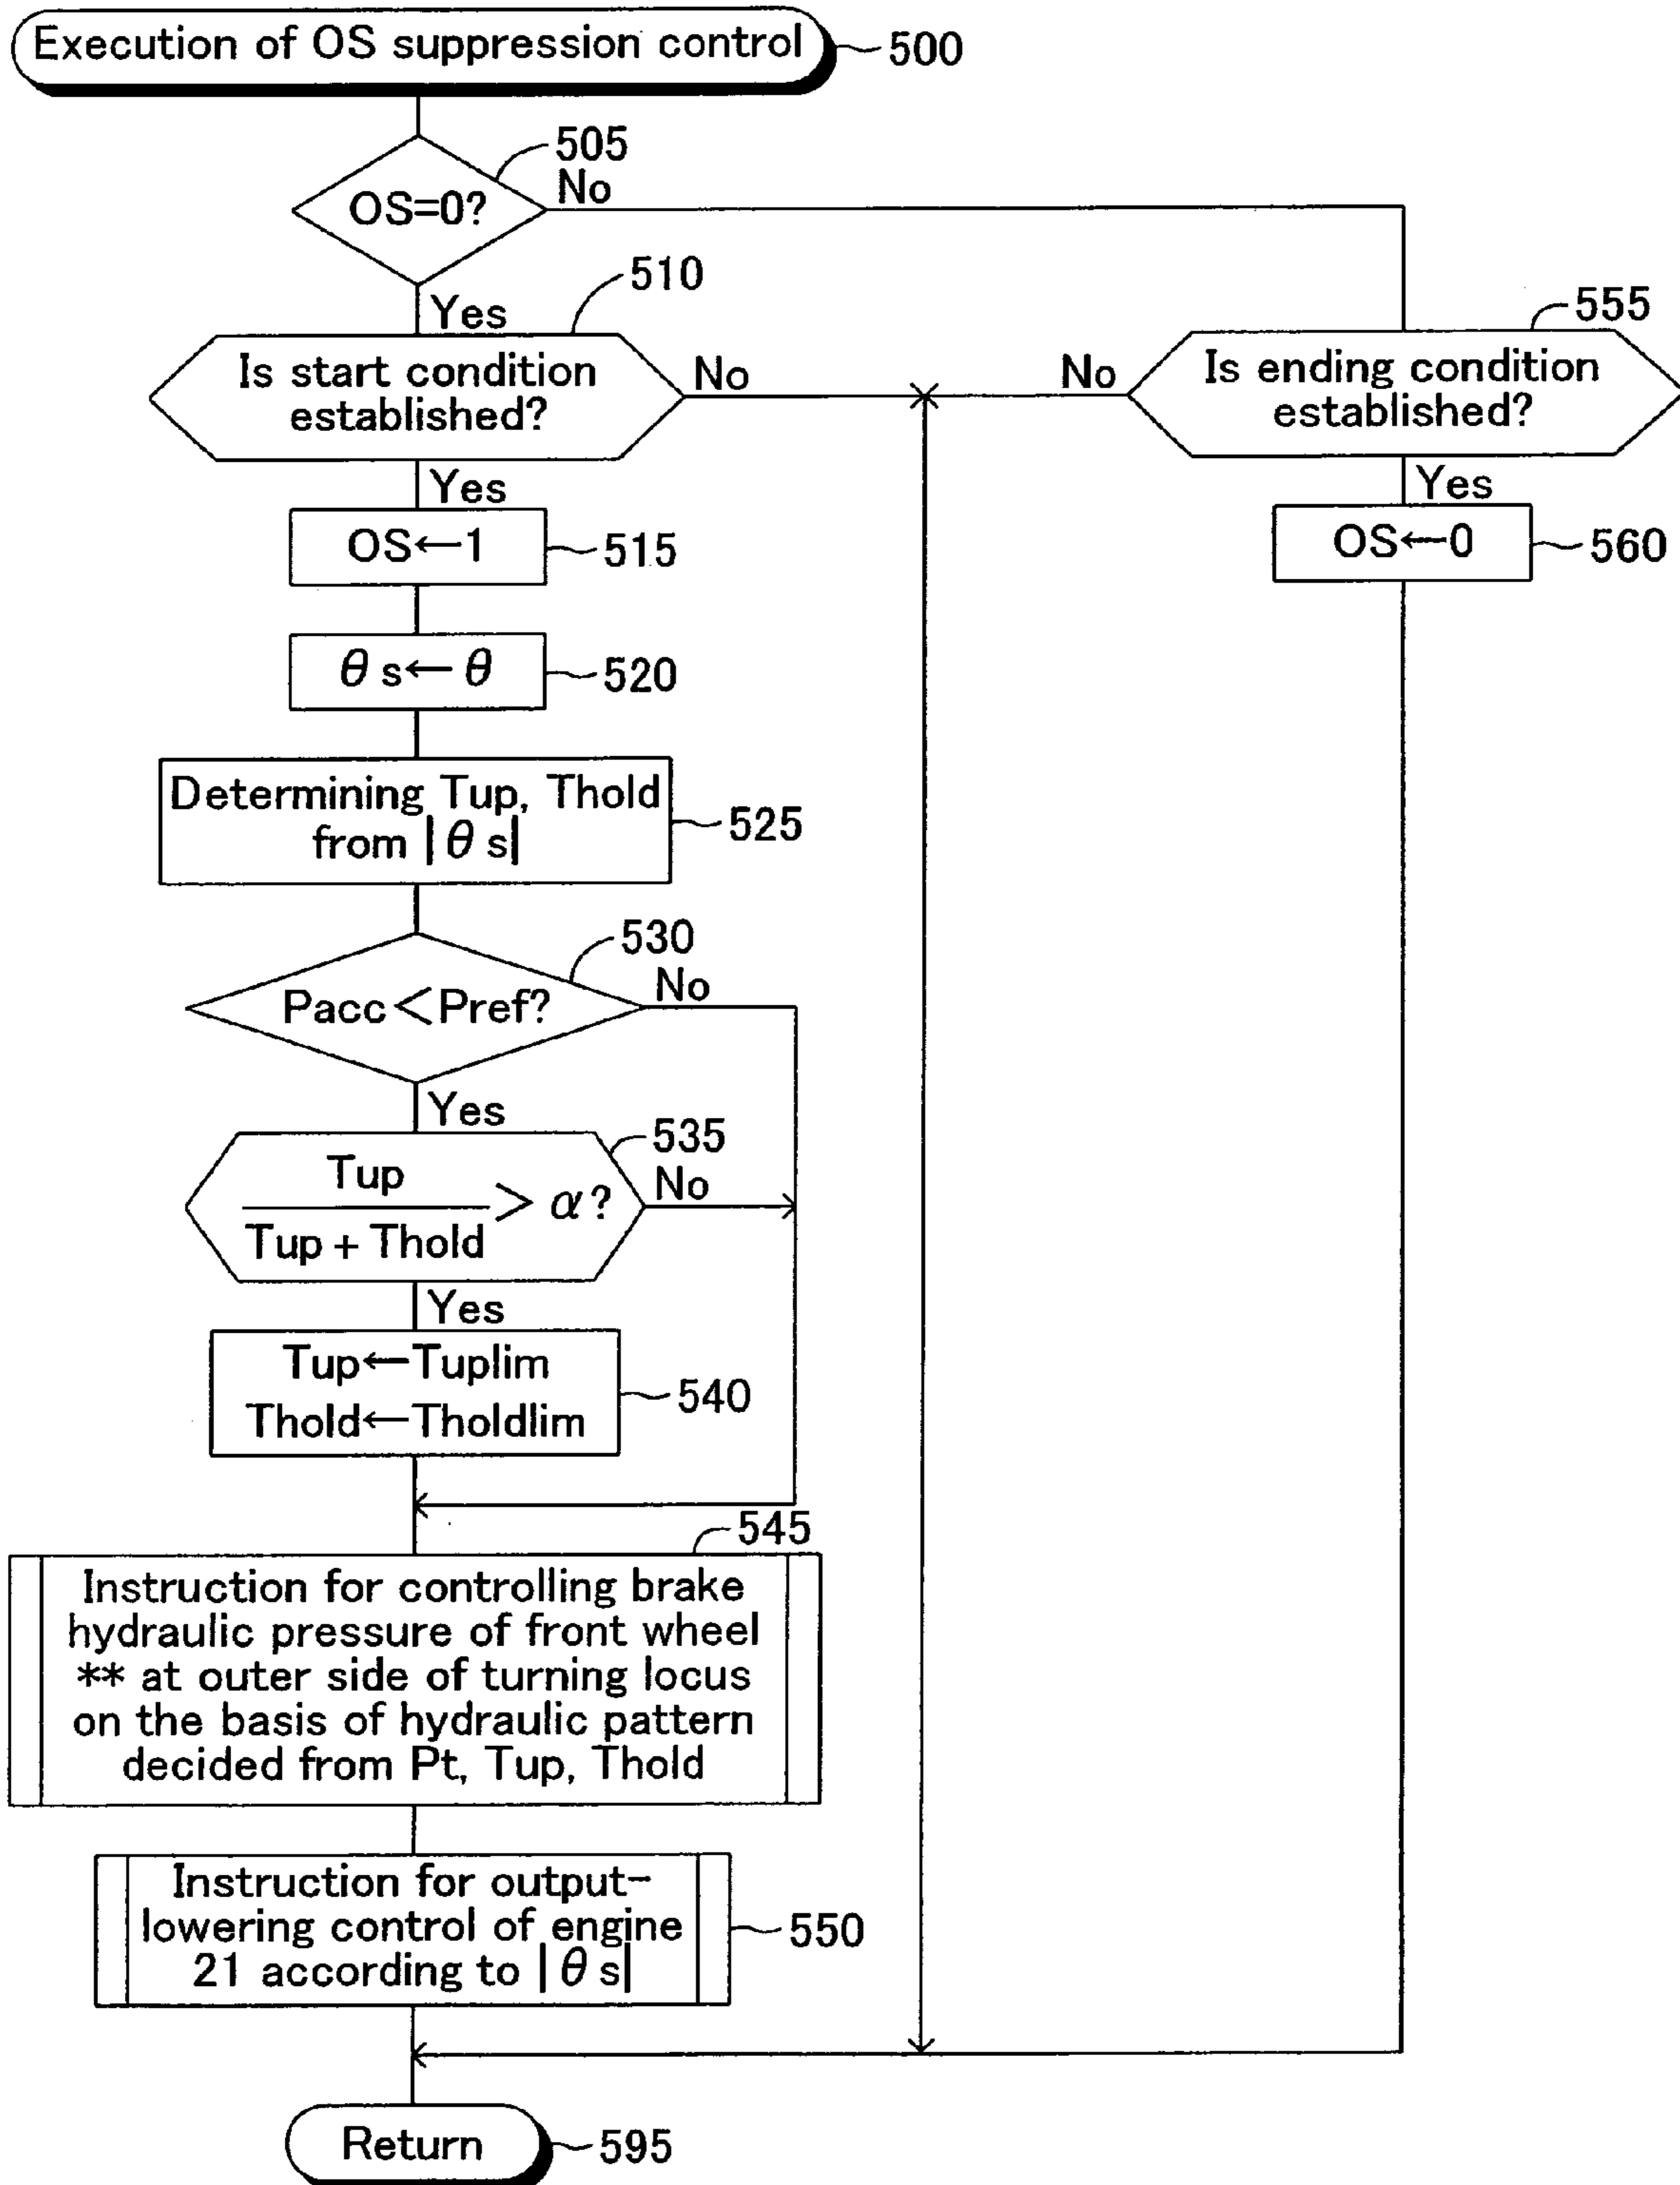 Execution of OS suppression control
500
505
OS=0?
No
Yes
510
Is start condition
established?
No
Yes
555
Is ending condition
established?
No
Yes
OS←1
515
OS←0
560
θ s←θ
520
Determining Tup, Thold
from |θ s|
525
530
Pacc<Pref?
No
Yes
535
Tup
Tup + Thold
> α?
No
Yes
Tup←Tuplim
Thold←Tholdlim
540
545
Instruction for controlling brake
hydraulic pressure of front wheel
** at outer side of turning locus
on the basis of hydraulic pattern
decided from Pt, Tup, Thold
Instruction for output-
lowering control of engine
21 according to |θ s|
550
Return
595